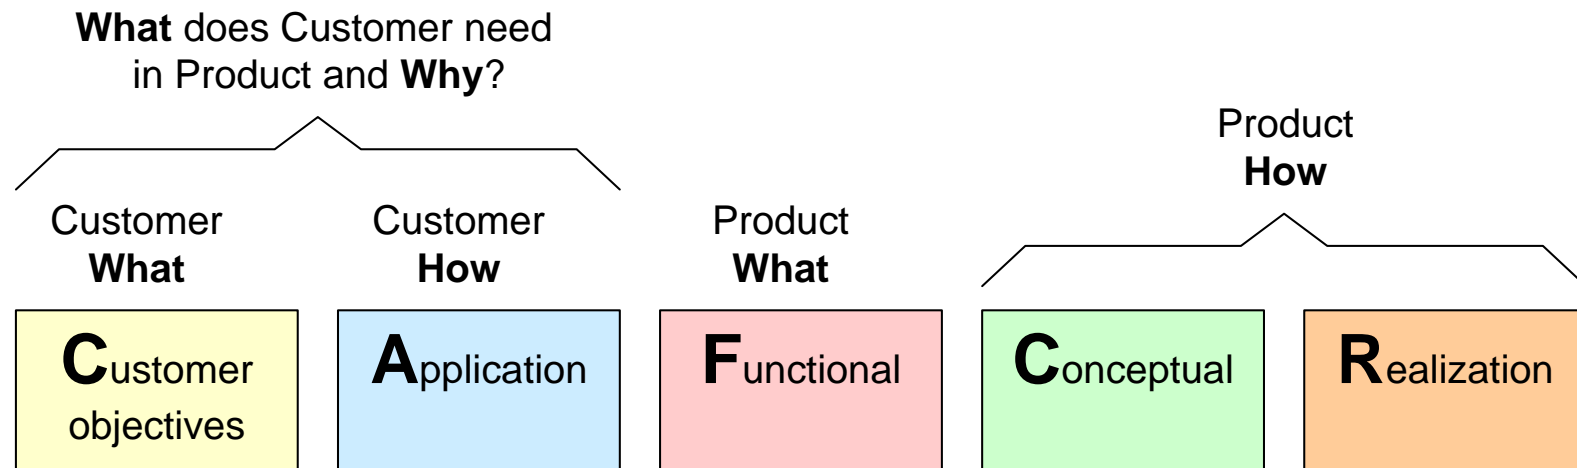 What does Customer need
in Product and Why?
Product
How
Customer
What
Customer
How
Product
What
Customer
objectives
Application
Functional
Conceptual
Realization